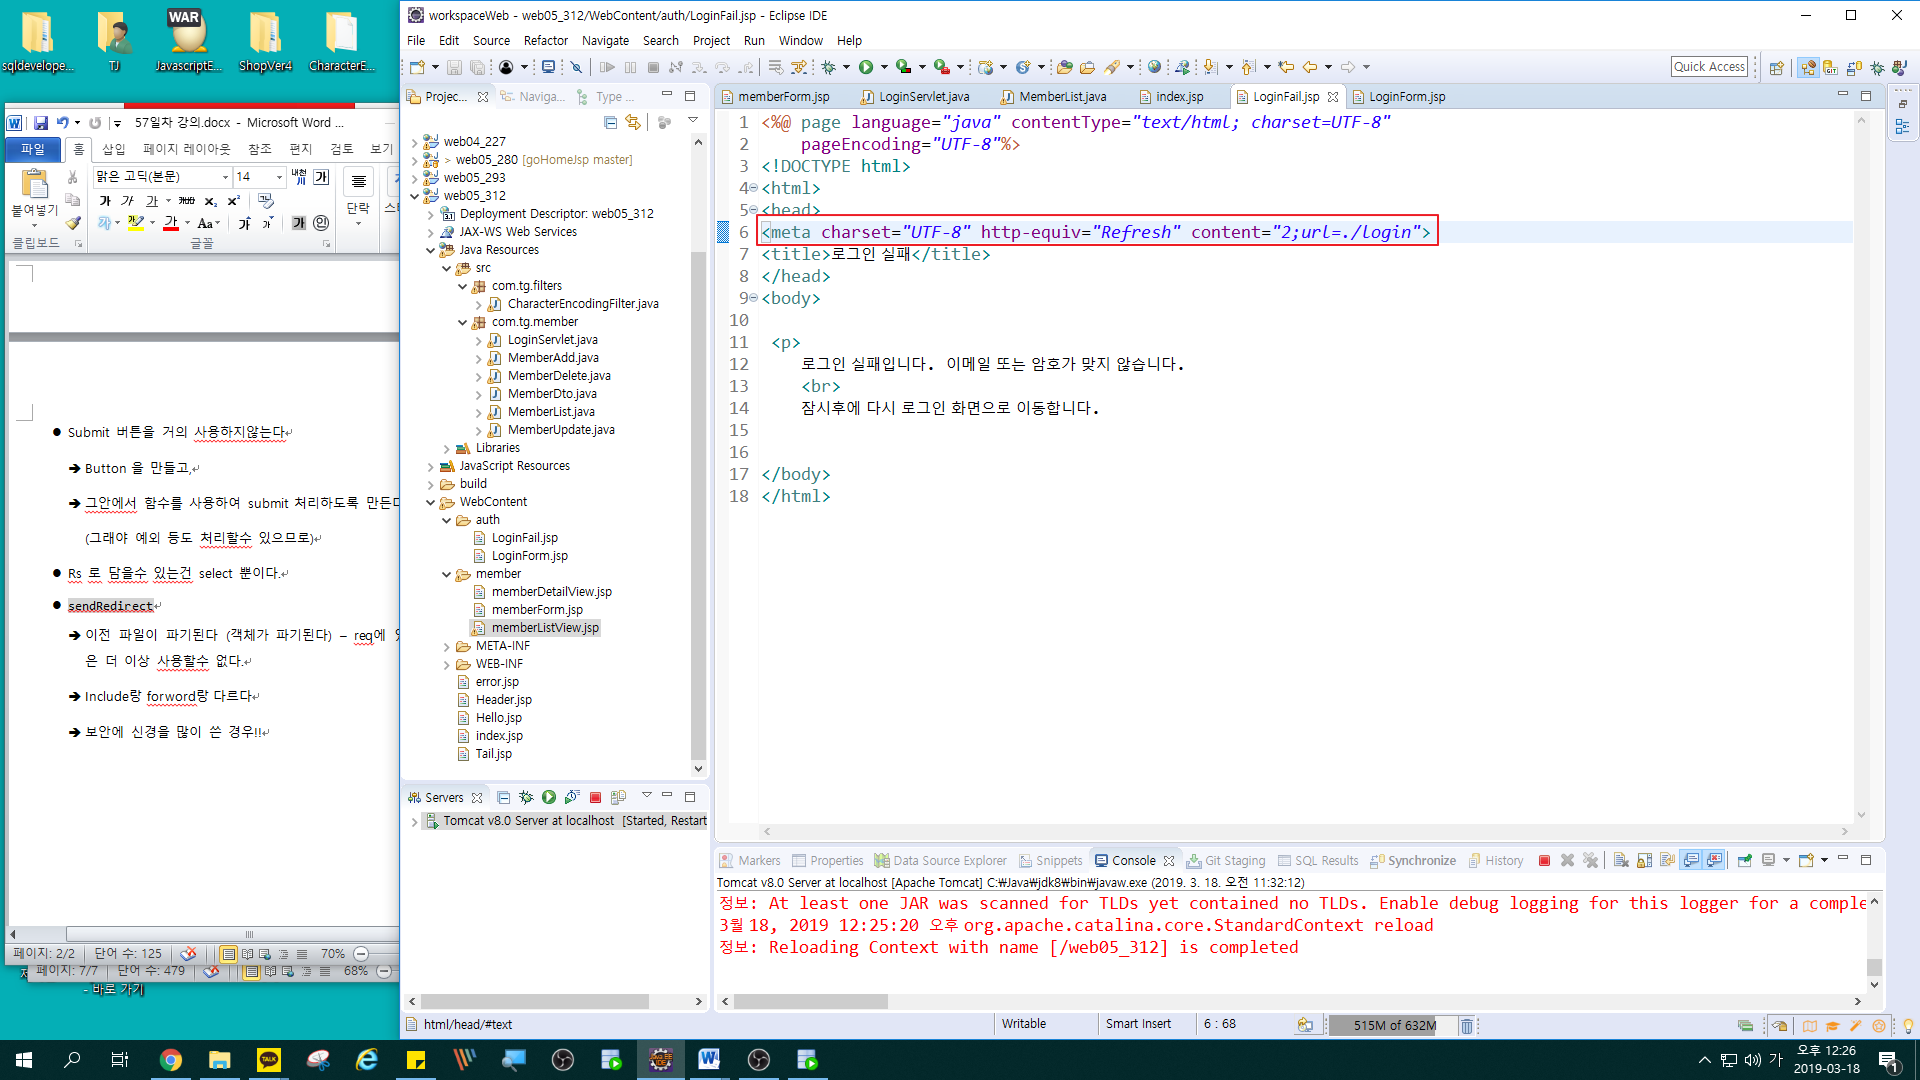 sqldevelope...
TJ
WAR
JavascriptE...
ShopVer4
CharacterE...
57일차 강의.docx - Microsoft Word ...
파일 홈 삽입 페이지 레이아웃 참조 편지 검토 보기
붙여넣기
맑은 고딕(본문) 14
단락
클립보드 글꼴
● Submit 버튼을 거의 사용하지않는다
➔ Button 을 만들고,
➔ 그안에서 함수를 사용하여 submit 처리하도록 만든다
(그래야 예외 등도 처리할수 있으므로)
● Rs 로 담을수 있는건 select 뿐이다.
● sendRedirect
➔ 이전 파일이 파기된다 (객체가 파기된다) – req에
은 더 이상 사용할수 없다.
➔ Include랑 forword랑 다르다
➔ 보안에 신경을 많이 쓴 경우!!
페이지: 2/2 단어 수: 125 70%
페이지: 7/7 단어 수: 479 68%
- 바로 가기
workspaceWeb - web05_312/WebContent/auth/LoginFail.jsp - Eclipse IDE
File Edit Source Refactor Navigate Search Project Run Window Help
Quick Access
Projec... Naviga... Type ...
web04_227
> web05_280 [goHomeJsp master]
web05_293
web05_312
Deployment Descriptor: web05_312
JAX-WS Web Services
Java Resources
src
com.tg.filters
CharacterEncodingFilter.java
com.tg.member
LoginServlet.java
MemberAdd.java
MemberDelete.java
MemberDto.java
MemberList.java
MemberUpdate.java
Libraries
JavaScript Resources
build
WebContent
auth
LoginFail.jsp
LoginForm.jsp
member
memberDetailView.jsp
memberForm.jsp
memberListView.jsp
META-INF
WEB-INF
error.jsp
Header.jsp
Hello.jsp
index.jsp
Tail.jsp
Servers
Tomcat v8.0 Server at localhost [Started, Restart
memberForm.jsp LoginServlet.java MemberList.java index.jsp LoginFail.jsp LoginForm.jsp
1 <%@ page language="java" contentType="text/html; charset=UTF-8"
2 pageEncoding="UTF-8"%>
3 <!DOCTYPE html>
4 <html>
5 <head>
6 <meta charset="UTF-8" http-equiv="Refresh" content="2;url=./login">
7 <title>로그인 실패</title>
8 </head>
9 <body>
10
11 <p>
12 로그인 실패입니다. 이메일 또는 암호가 맞지 않습니다.
13 <br>
14 잠시후에 다시 로그인 화면으로 이동합니다.
15
16
17 </body>
18 </html>
Markers Properties Data Source Explorer Snippets Console Git Staging SQL Results Synchronize History
Tomcat v8.0 Server at localhost [Apache Tomcat] C:₩Java₩jdk8₩bin₩javaw.exe (2019. 3. 18. 오전 11:32:12)
정보: At least one JAR was scanned for TLDs yet contained no TLDs. Enable debug logging for this logger for a comple
3월 18, 2019 12:25:20 오후 org.apache.catalina.core.StandardContext reload
정보: Reloading Context with name [/web05_312] is completed
html/head/#text Writable Smart Insert 6 : 68 515M of 632M
TALK
가 오후 12:26
2019-03-18
1